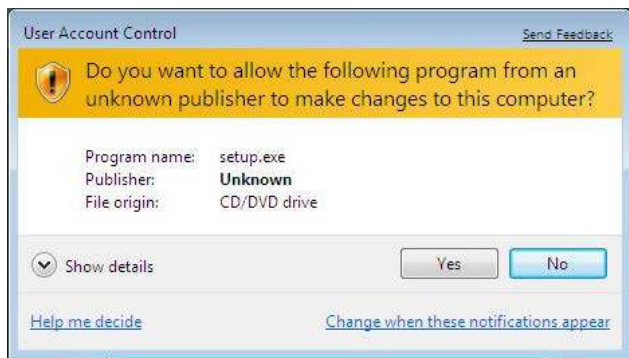 User Account Control
Send Feedback
Do you want to allow the following program from an
unknown publisher to make changes to this computer?
Program name: setup.exe
Publisher: Unknown
File origin: CD/DVD drive
Show details
Yes
No
Help me decide
Change when these notifications appear